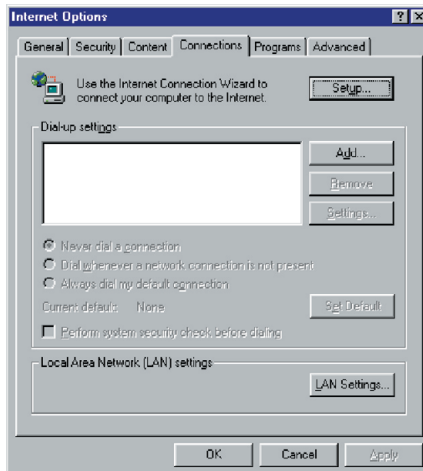 Internet Options
General Security Content Connections Programs Advanced
Use the Internet Connection Wizard to
connect your computer to the Internet.
Setup...
Dial-up settings
Add...
Remove
Settings...
Never dial a connection
Dial whenever a network connection is not present
Always dial my default connection
Current default: None
Set Default
Perform system security check before dialing
Local Area Network (LAN) settings
LAN Settings...
OK Cancel Apply